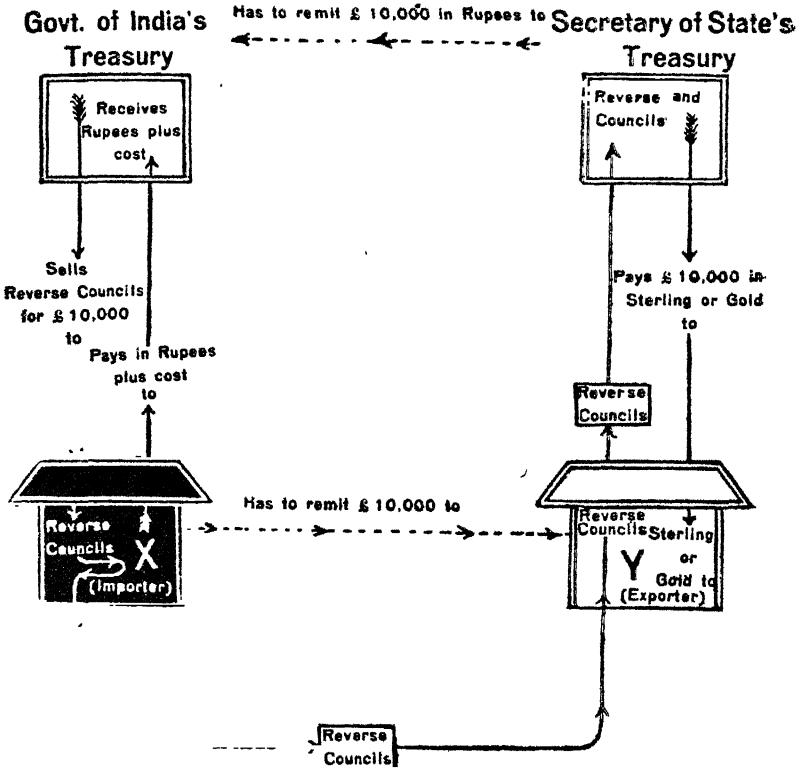 Govt. of India's
Treasury
Has to remit £ 10,000 in Rupees to
Secretary of State's
Treasury
Receives
Rupees plus
cost
Reverse and
Councils
Sells
Reverse Councils
for £ 10,000
to
Pays in Rupees
plus cost
to
Pays £ 10,000 in
Sterling or Gold
to
Reverse
Councils
Has to remit £ 10,000 to
Reverse
Councils
X
(Importer)
Reverse
Councils
Sterling
or
Gold to
Y
(Exporter)
Reverse
Councils